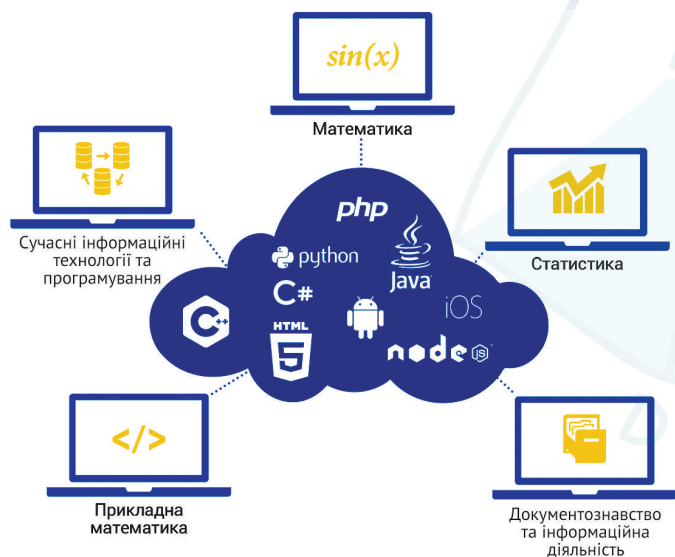 sin(x)
Математика
Сучасні інформаційні
технології та
програмування
Статистика
php
python
Java
C#
iOS
C++
HTML
5
node JS
</>
Прикладна
математика
Документознавство
та інформаційна
діяльність